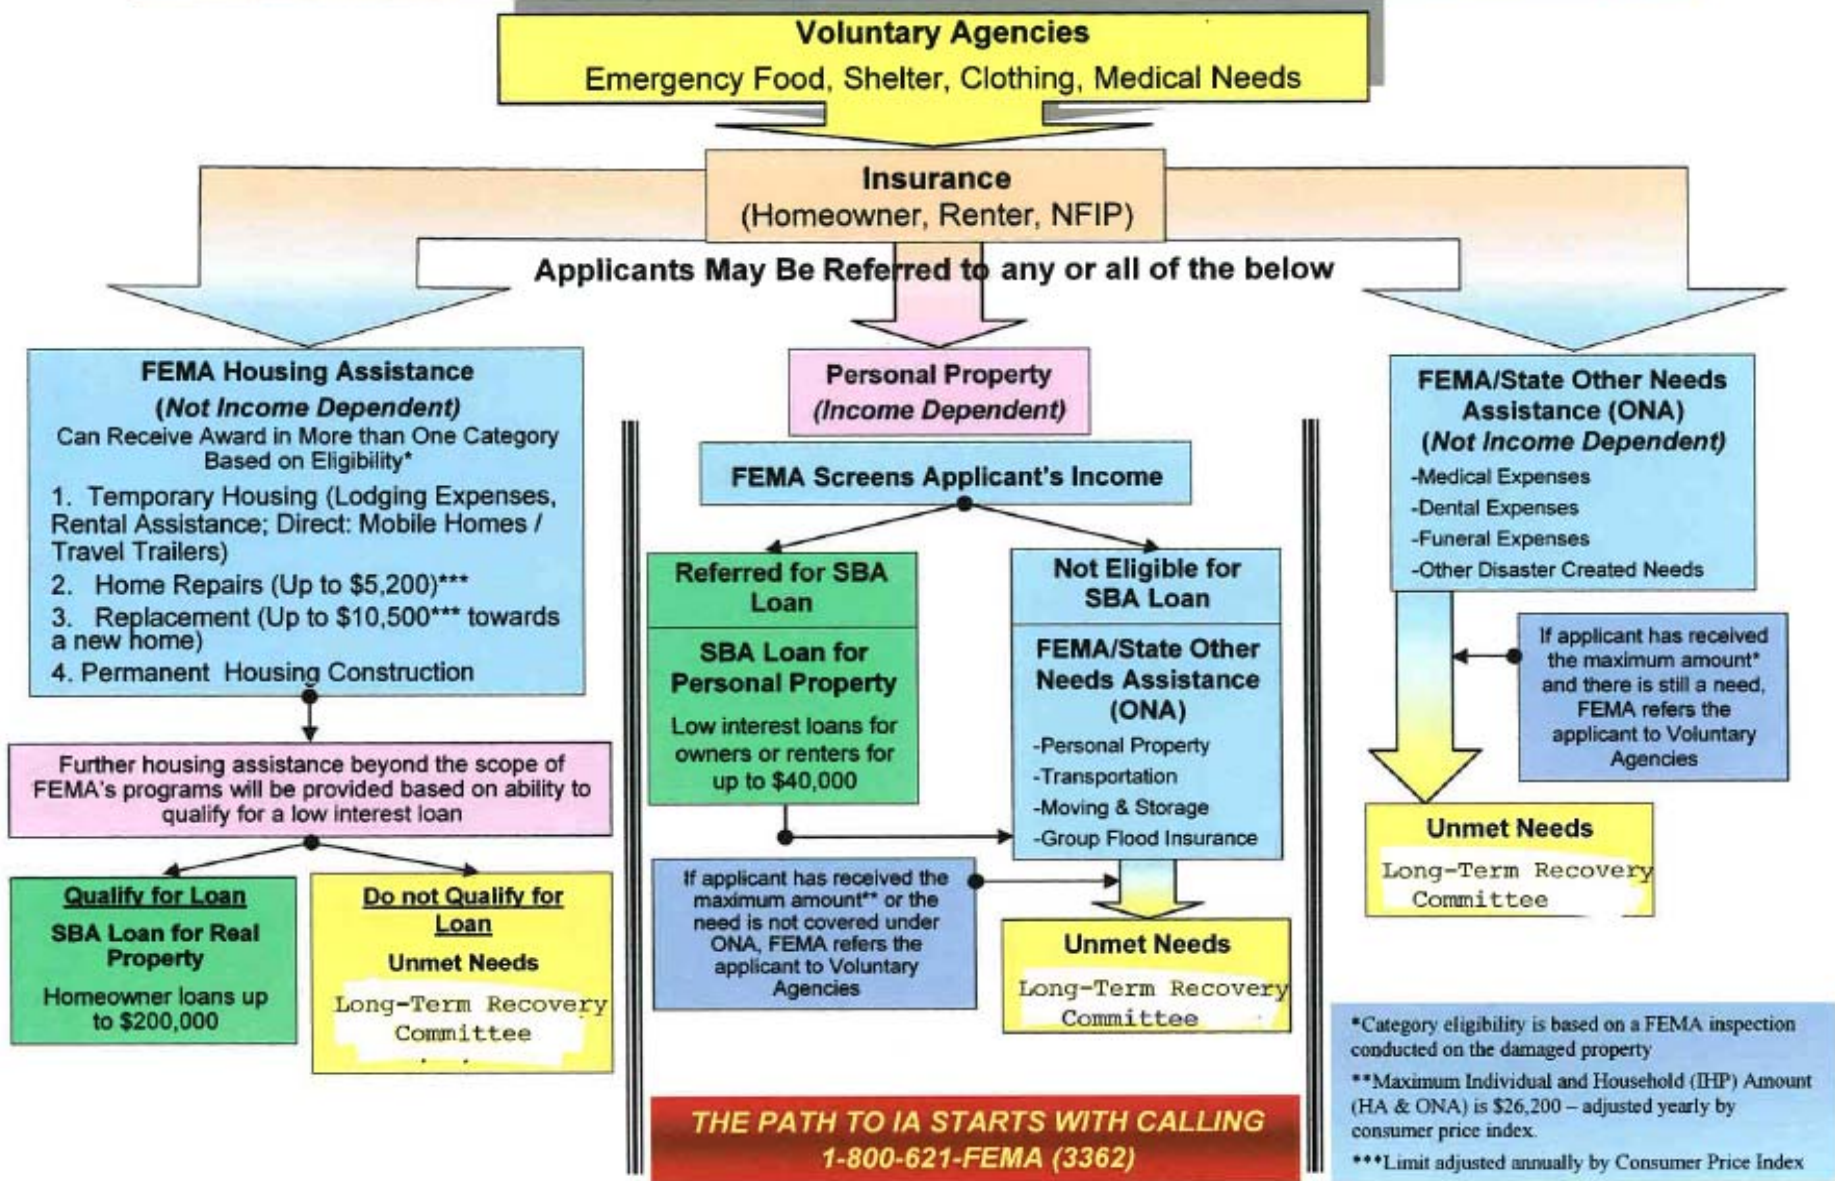 Voluntary Agencies
Emergency Food, Shelter, Clothing, Medical Needs
Insurance
(Homeowner, Renter, NFIP)
Applicants May Be Referred to any or all of the below
FEMA Housing Assistance
(Not Income Dependent)
Can Receive Award in More than One Category
Based on Eligibility*
1. Temporary Housing (Lodging Expenses,
Rental Assistance; Direct: Mobile Homes /
Travel Trailers)
2. Home Repairs (Up to $5,200)***
3. Replacement (Up to $10,500*** towards
a new home)
4. Permanent Housing Construction
Further housing assistance beyond the scope of
FEMA's programs will be provided based on ability to
qualify for a low interest loan
Qualify for Loan
SBA Loan for Real
Property
Homeowner loans up
to $200,000
Do not Qualify for
Loan
Unmet Needs
Long-Term Recovery
Committee
Personal Property
(Income Dependent)
FEMA Screens Applicant's Income
Referred for SBA
Loan
SBA Loan for
Personal Property
Low interest loans for
owners or renters for
up to $40,000
Not Eligible for
SBA Loan
FEMA/State Other
Needs Assistance
(ONA)
-Personal Property
-Transportation
-Moving & Storage
-Group Flood Insurance
If applicant has received the
maximum amount** or the
need is not covered under
ONA, FEMA refers the
applicant to Voluntary
Agencies
Unmet Needs
Long-Term Recovery
Committee
FEMA/State Other Needs
Assistance (ONA)
(Not Income Dependent)
-Medical Expenses
-Dental Expenses
-Funeral Expenses
-Other Disaster Created Needs
If applicant has received
the maximum amount*
and there is still a need,
FEMA refers the
applicant to Voluntary
Agencies
Unmet Needs
Long-Term Recovery
Committee
THE PATH TO IA STARTS WITH CALLING
1-800-621-FEMA (3362)
*Category eligibility is based on a FEMA inspection
conducted on the damaged property
**Maximum Individual and Household (IHP) Amount
(HA & ONA) is $26,200 – adjusted yearly by
consumer price index.
***Limit adjusted annually by Consumer Price Index